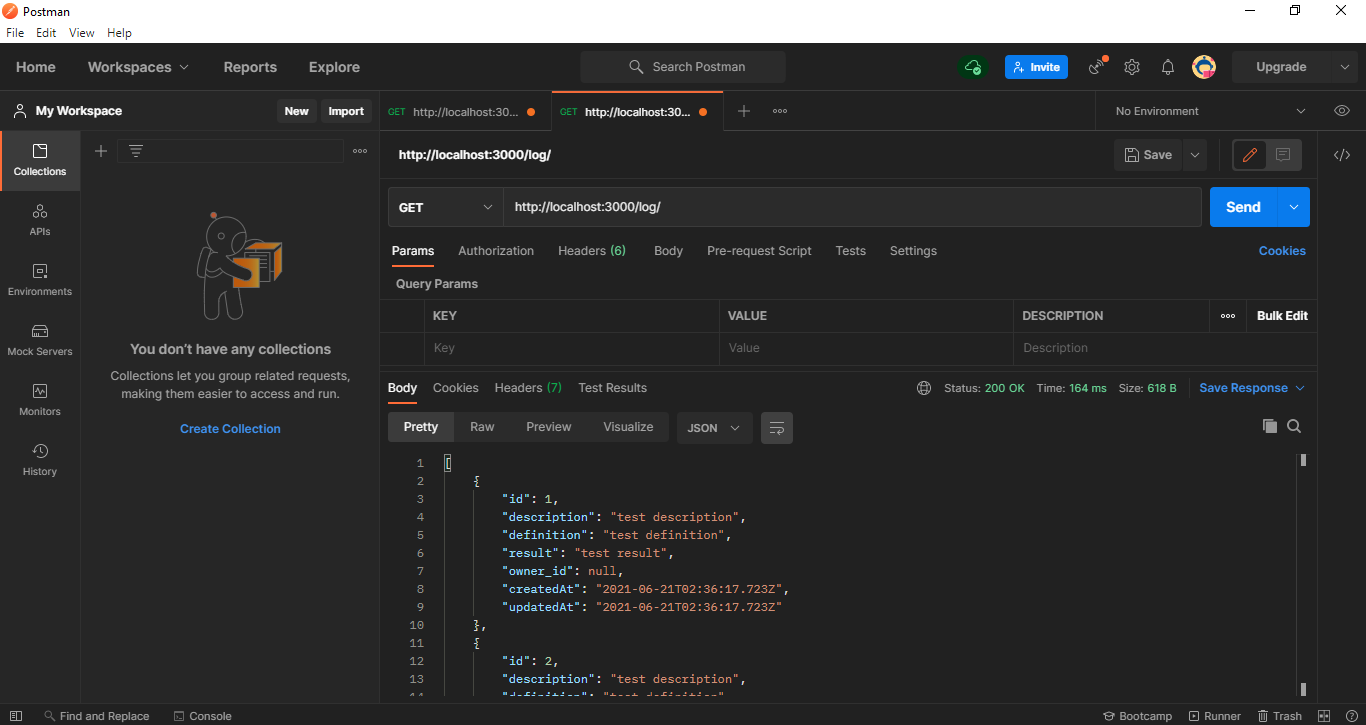 Postman
File Edit View Help
Home Workspaces Reports Explore Search Postman Invite Upgrade
My Workspace New Import GET http://localhost:30... GET http://localhost:30... No Environment
Collections
APIs
Environments
Mock Servers
Monitors
History
You don't have any collections
Collections let you group related requests,
making them easier to access and run.
Create Collection
http://localhost:3000/log/ Save
GET http://localhost:3000/log/ Send
Params Authorization Headers (6) Body Pre-request Script Tests Settings Cookies
Query Params
KEY VALUE DESCRIPTION Bulk Edit
Key Value Description
Body Cookies Headers (7) Test Results Status: 200 OK Time: 164 ms Size: 618 B Save Response
Pretty Raw Preview Visualize JSON
1 [
2 {
3 "id": 1,
4 "description": "test description",
5 "definition": "test definition",
6 "result": "test result",
7 "owner_id": null,
8 "createdAt": "2021-06-21T02:36:17.723Z",
9 "updatedAt": "2021-06-21T02:36:17.723Z"
10 },
11 {
12 "id": 2,
13 "description": "test description",
14 "definition": "test definition"
Find and Replace Console Bootcamp Runner Trash